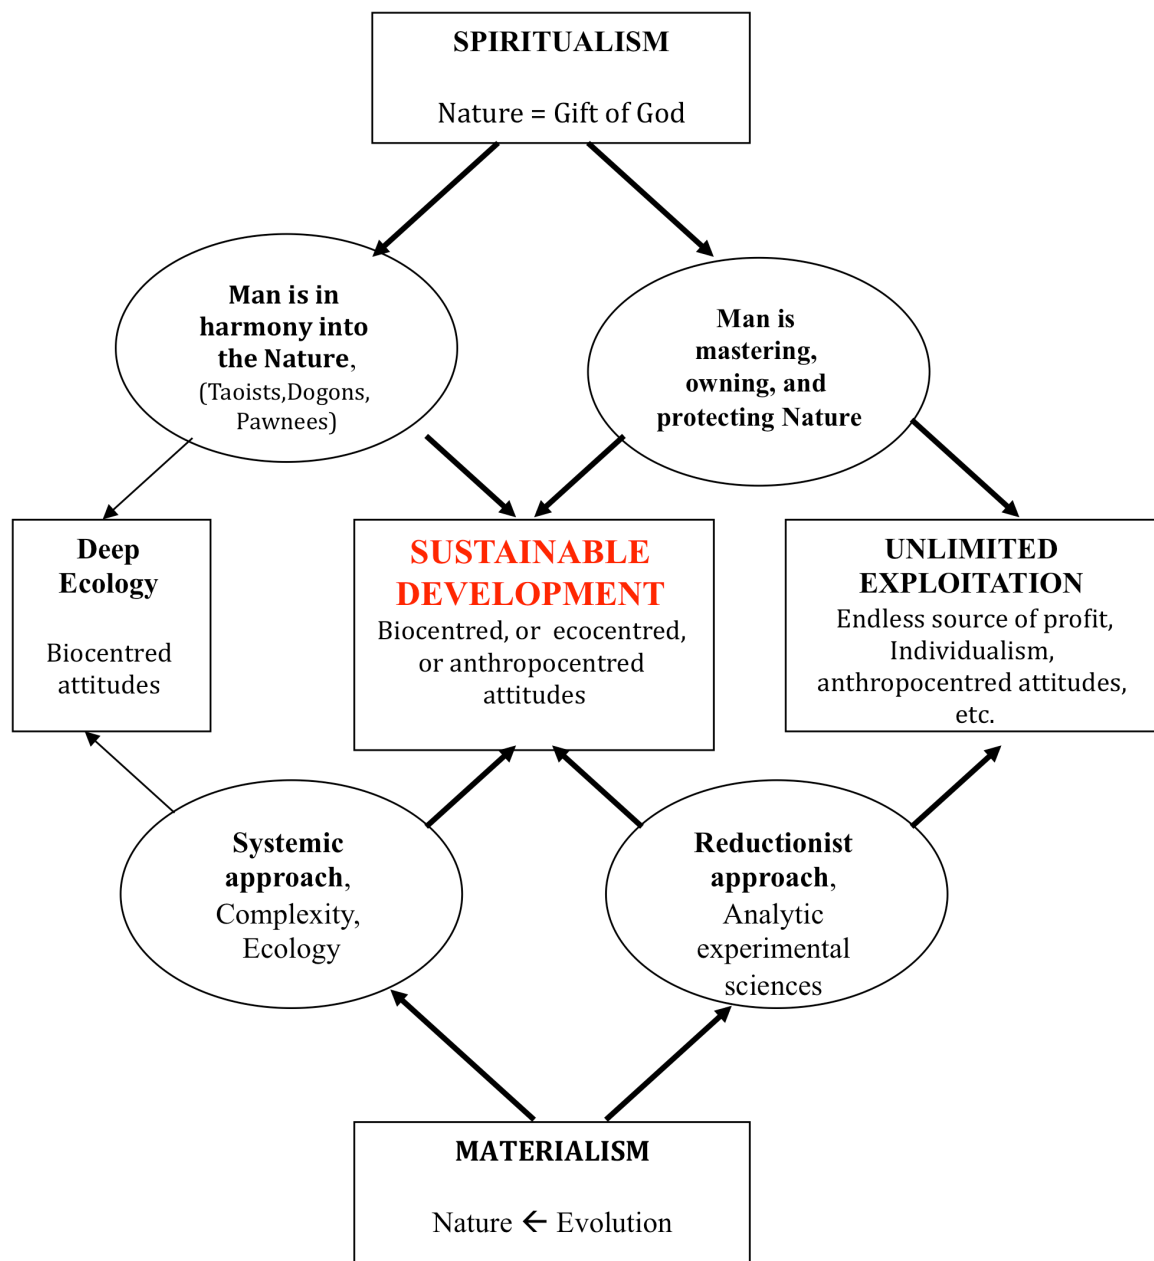 SPIRITUALISM
Nature = Gift of God
Man is in
harmony into
the Nature,
(Taoists,Dogons,
Pawnees)
Man is
mastering,
owning, and
protecting Nature
Deep
Ecology
Biocentred
attitudes
SUSTAINABLE
DEVELOPMENT
Biocentred, or ecocentred,
or anthropocentred
attitudes
UNLIMITED
EXPLOITATION
Endless source of profit,
Individualism,
anthropocentred attitudes,
etc.
Systemic
approach,
Complexity,
Ecology
Reductionist
approach,
Analytic
experimental
sciences
MATERIALISM
Nature ← Evolution